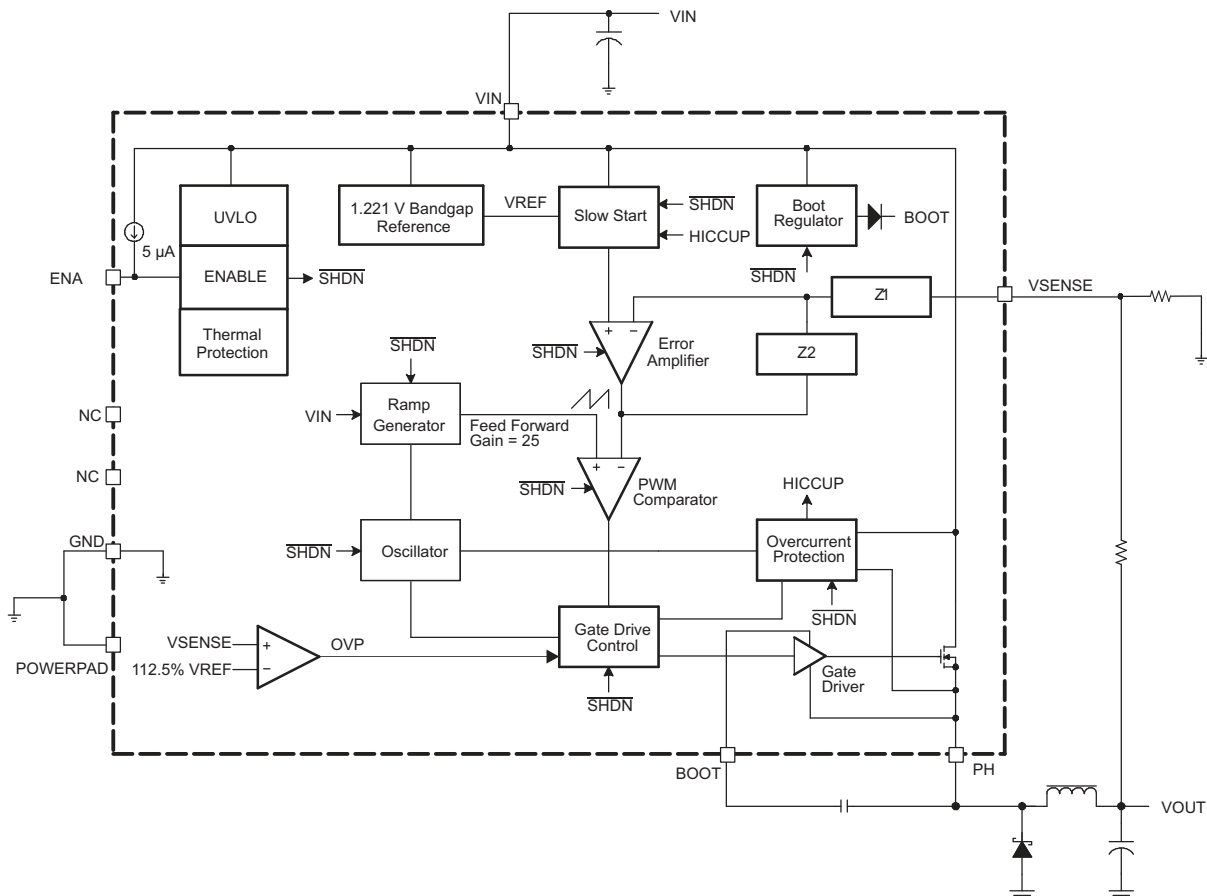 VIN
VIN
UVLO
1.221 V Bandgap
Reference
VREF
Slow Start
SHDN
HICCUP
Boot
Regulator
BOOT
SHDN
5 µA
ENA
ENABLE
SHDN
Thermal
Protection
Z1
VSENSE
Z2
SHDN
+ −
Error
Amplifier
SHDN
VIN
Ramp
Generator
Feed Forward
Gain = 25
NC
NC
SHDN
+ −
PWM
Comparator
HICCUP
GND
SHDN
Oscillator
Overcurrent
Protection
SHDN
POWERPAD
VSENSE
+
112.5% VREF
−
OVP
Gate Drive
Control
SHDN
Gate
Driver
BOOT
PH
VOUT